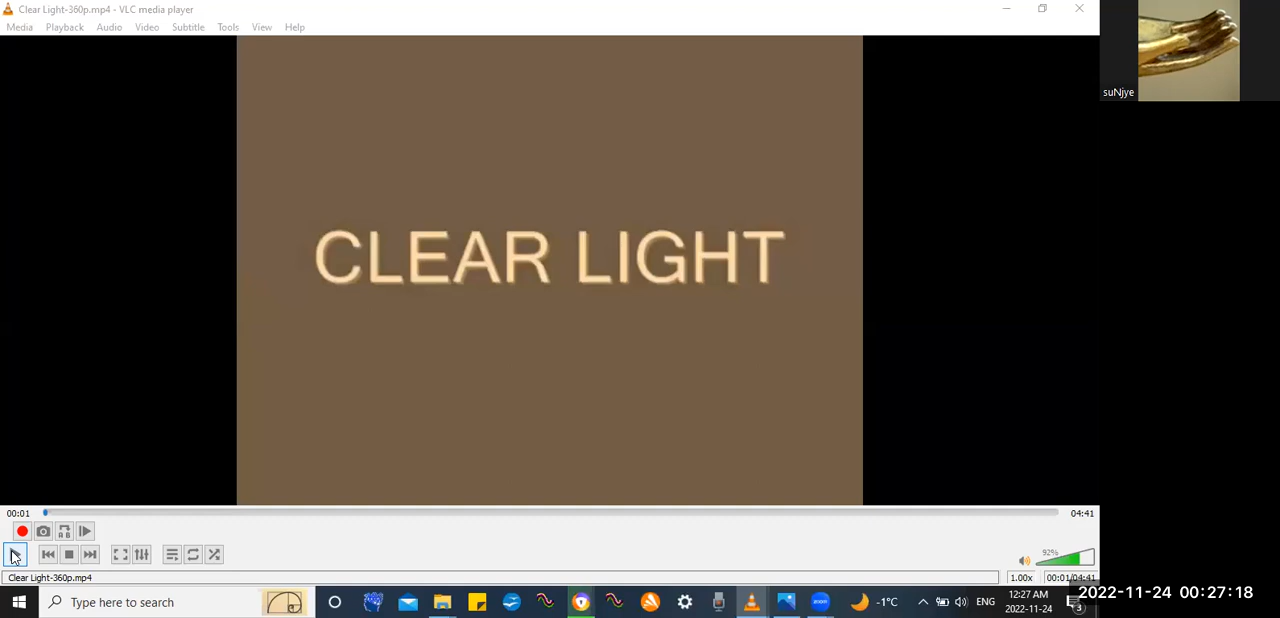 Clear Light-360p.mp4 - VLC media player
Media Playback Audio Video Subtitle Tools View Help
suNjye
CLEAR LIGHT
00:01 04:41
92%
Clear Light-360p.mp4 1.00x 00:01/04:41
Type here to search -1°C ENG 12:27 AM
2022-11-24 3
2022-11-24 00:27:18